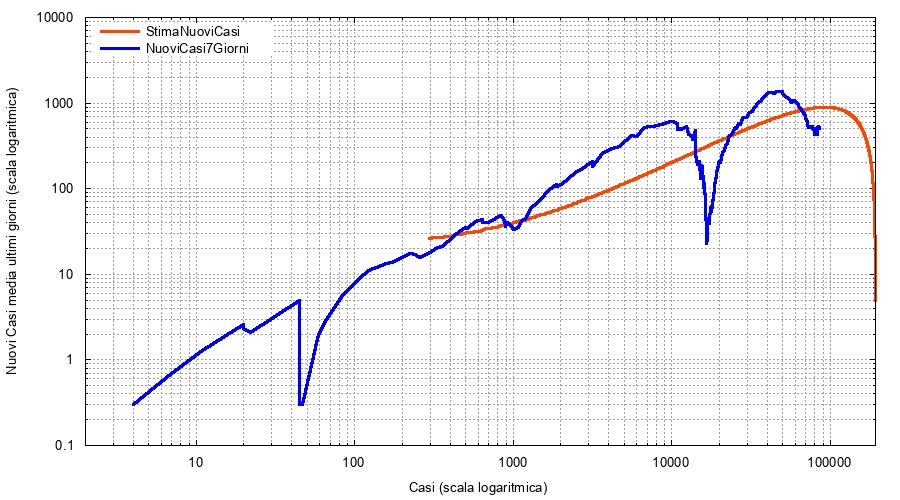 10000
StimaNuoviCasi
NuoviCasi7Giorni
1000
100
10
1
0.1
Nuovi Casi media ultimi giorni (scala logaritmica)
10 100 1000 10000 100000
Casi (scala logaritmica)